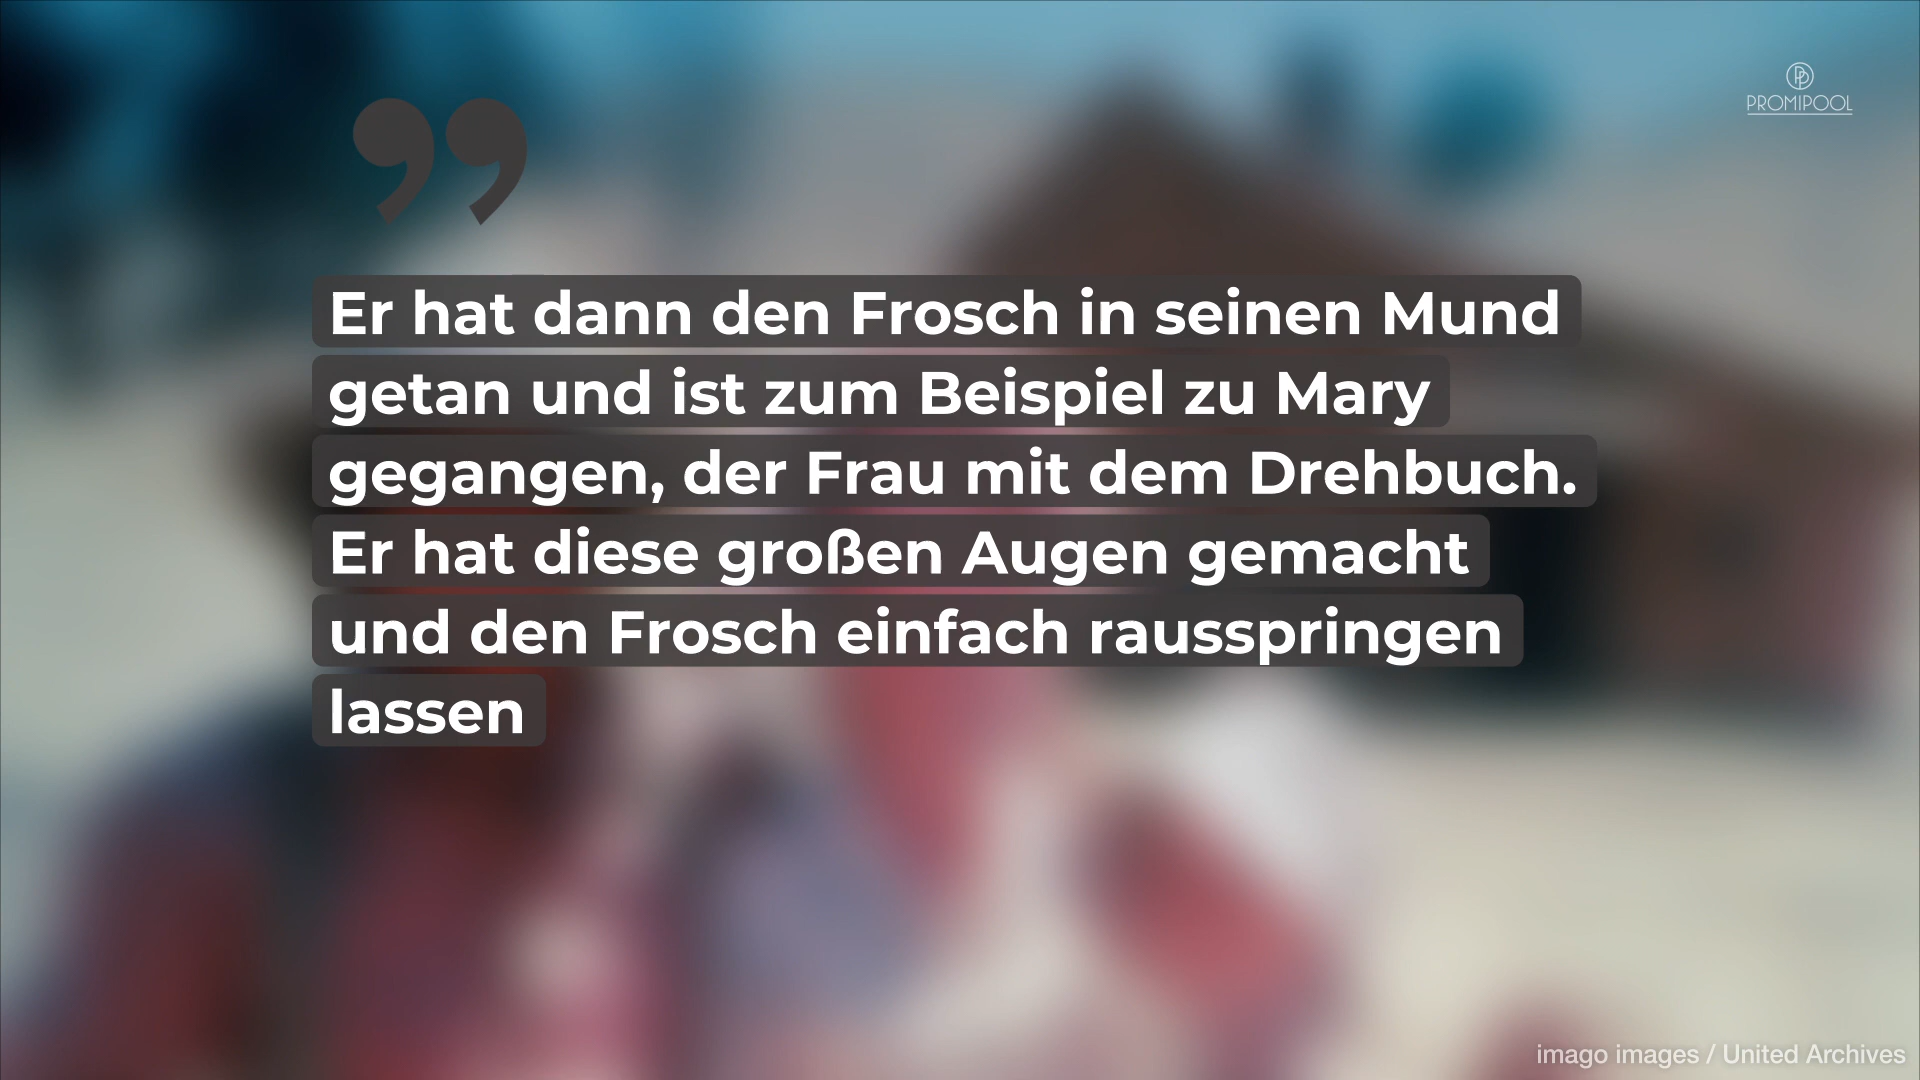 PROMIPOOL
Er hat dann den Frosch in seinen Mund
getan und ist zum Beispiel zu Mary
gegangen, der Frau mit dem Drehbuch.
Er hat diese großen Augen gemacht
und den Frosch einfach rausspringen
lassen
imago images / United Archives